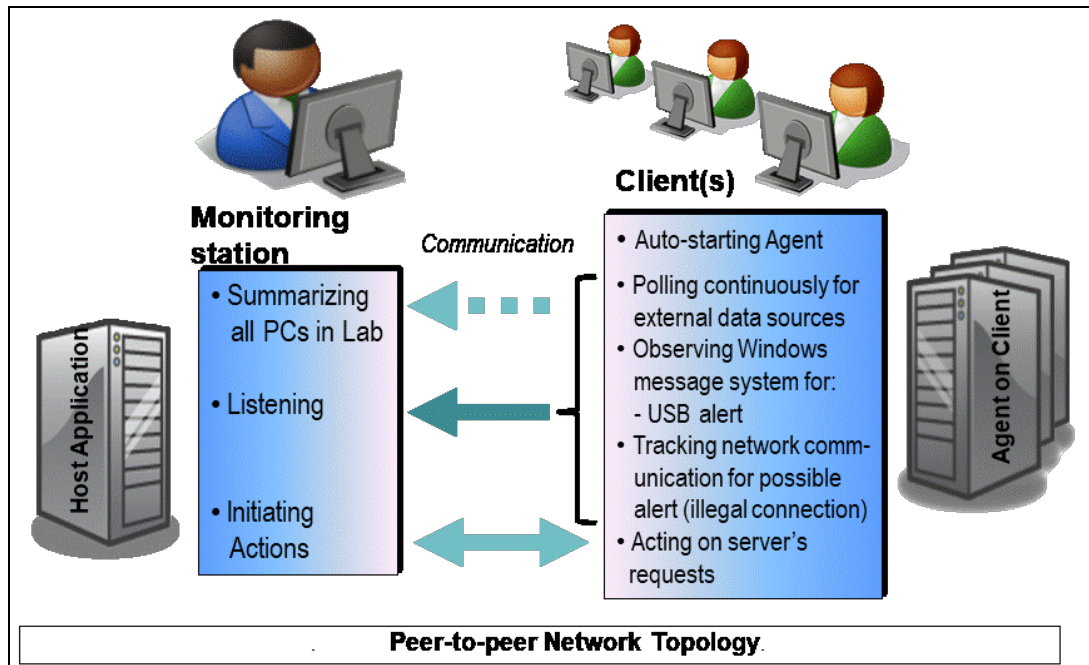 Client(s)
Monitoring
station
Communication
• Summarizing
all PCs in Lab
• Listening
• Initiating
Actions
Host Application
• Auto-starting Agent
• Polling continuously for
external data sources
• Observing Windows
message system for:
- USB alert
• Tracking network comm-
unication for possible
alert (illegal connection)
• Acting on server's
requests
Agent on Client
. Peer-to-peer Network Topology.